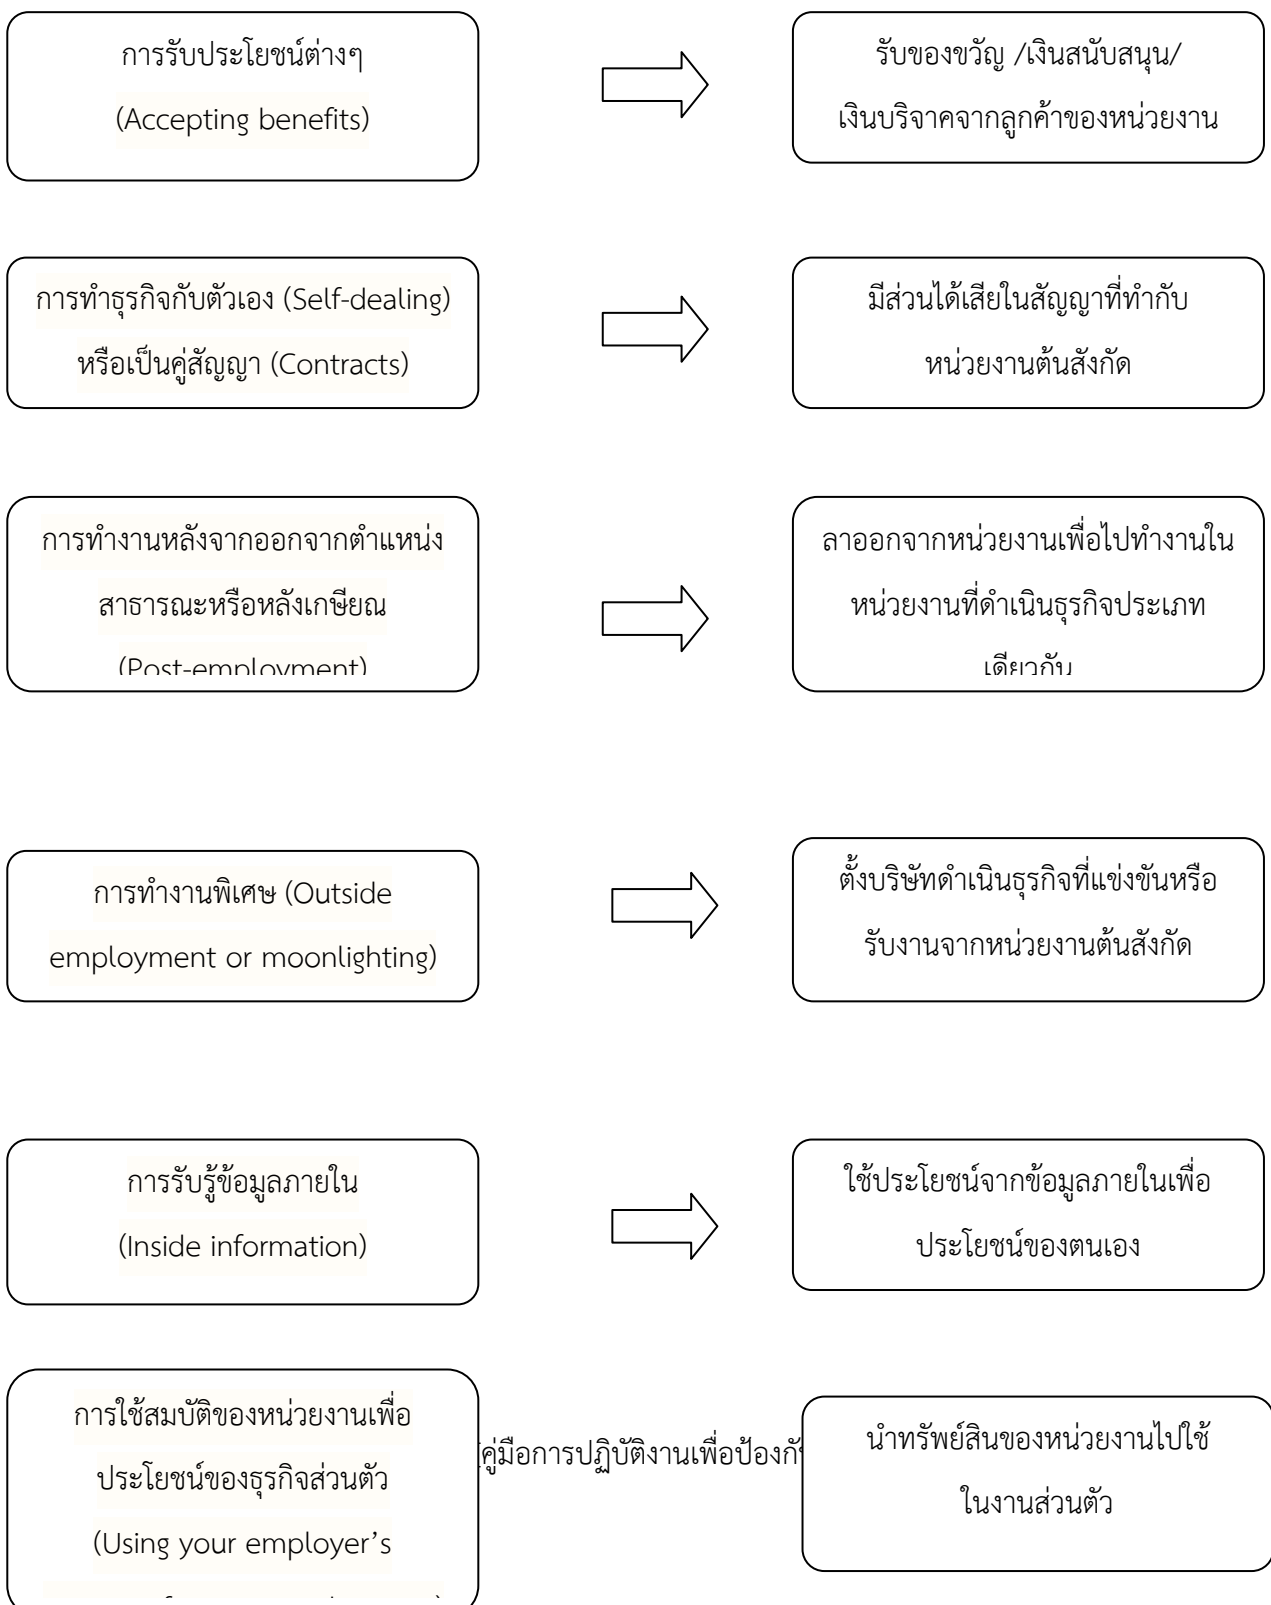 การรับประโยชน์ต่างๆ
(Accepting benefits)
รับของขวัญ /เงินสนับสนุน/
เงินบริจาคจากลูกค้าของหน่วยงาน
การทำธุรกิจกับตัวเอง (Self-dealing)
หรือเป็นคู่สัญญา (Contracts)
มีส่วนได้เสียในสัญญาที่ทำกับ
หน่วยงานต้นสังกัด
การทำงานหลังจากออกจากตำแหน่ง
สาธารณะหรือหลังเกษียณ
(Post-employment)
ลาออกจากหน่วยงานเพื่อไปทำงานใน
หน่วยงานที่ดำเนินธุรกิจประเภท
เดียวกัน
การทำงานพิเศษ (Outside
employment or moonlighting)
ตั้งบริษัทดำเนินธุรกิจที่แข่งขันหรือ
รับงานจากหน่วยงานต้นสังกัด
การรับรู้ข้อมูลภายใน
(Inside information)
ใช้ประโยชน์จากข้อมูลภายในเพื่อ
ประโยชน์ของตนเอง
การใช้สมบัติของหน่วยงานเพื่อ
ประโยชน์ของธุรกิจส่วนตัว
(Using your employer's
คู่มือการปฏิบัติงานเพื่อป้องกั
นำทรัพย์สินของหน่วยงานไปใช้
ในงานส่วนตัว